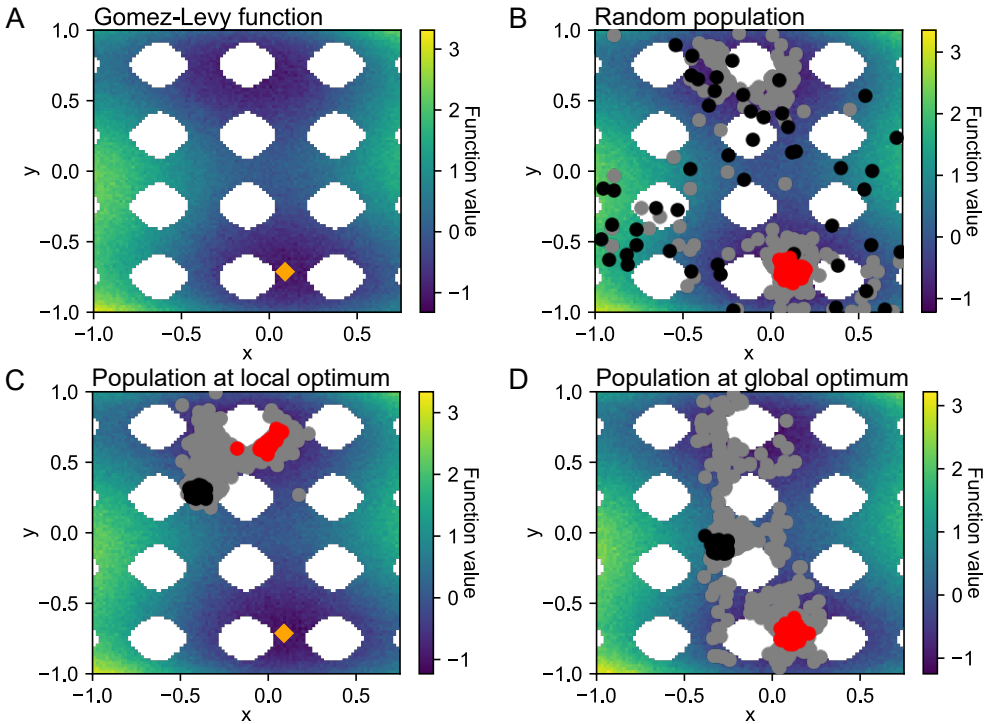 A
Gomez-Levy function
1.0
0.5
0.0
−0.5
−1.0
y
−1.0
−0.5
0.0
0.5
x
3
2
1
0
−1
Function value
B
Random population
1.0
0.5
0.0
−0.5
−1.0
y
−1.0
−0.5
0.0
0.5
x
3
2
1
0
−1
Function value
C
Population at local optimum
1.0
0.5
0.0
−0.5
−1.0
y
−1.0
−0.5
0.0
0.5
x
3
2
1
0
−1
Function value
D
Population at global optimum
1.0
0.5
0.0
−0.5
−1.0
y
−1.0
−0.5
0.0
0.5
x
3
2
1
0
−1
Function value